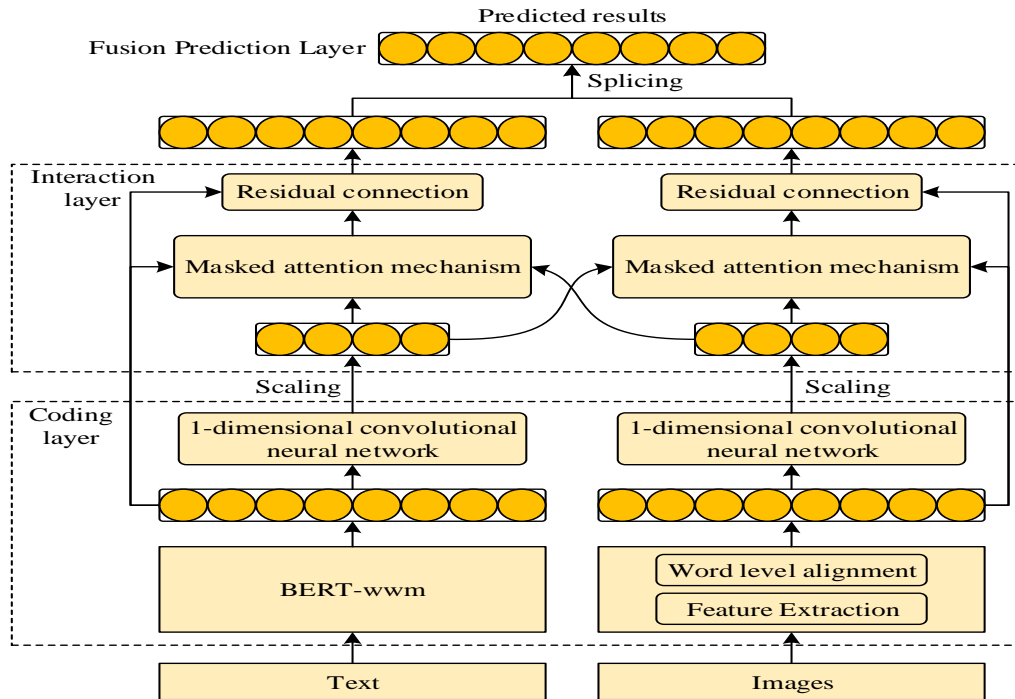 Predicted results
Fusion Prediction Layer
Splicing
Interaction
layer
Residual connection
Residual connection
Masked attention mechanism
Masked attention mechanism
Scaling
Scaling
Coding
layer
1-dimensional convolutional
neural network
1-dimensional convolutional
neural network
BERT-wwm
Word level alignment
Feature Extraction
Text
Images